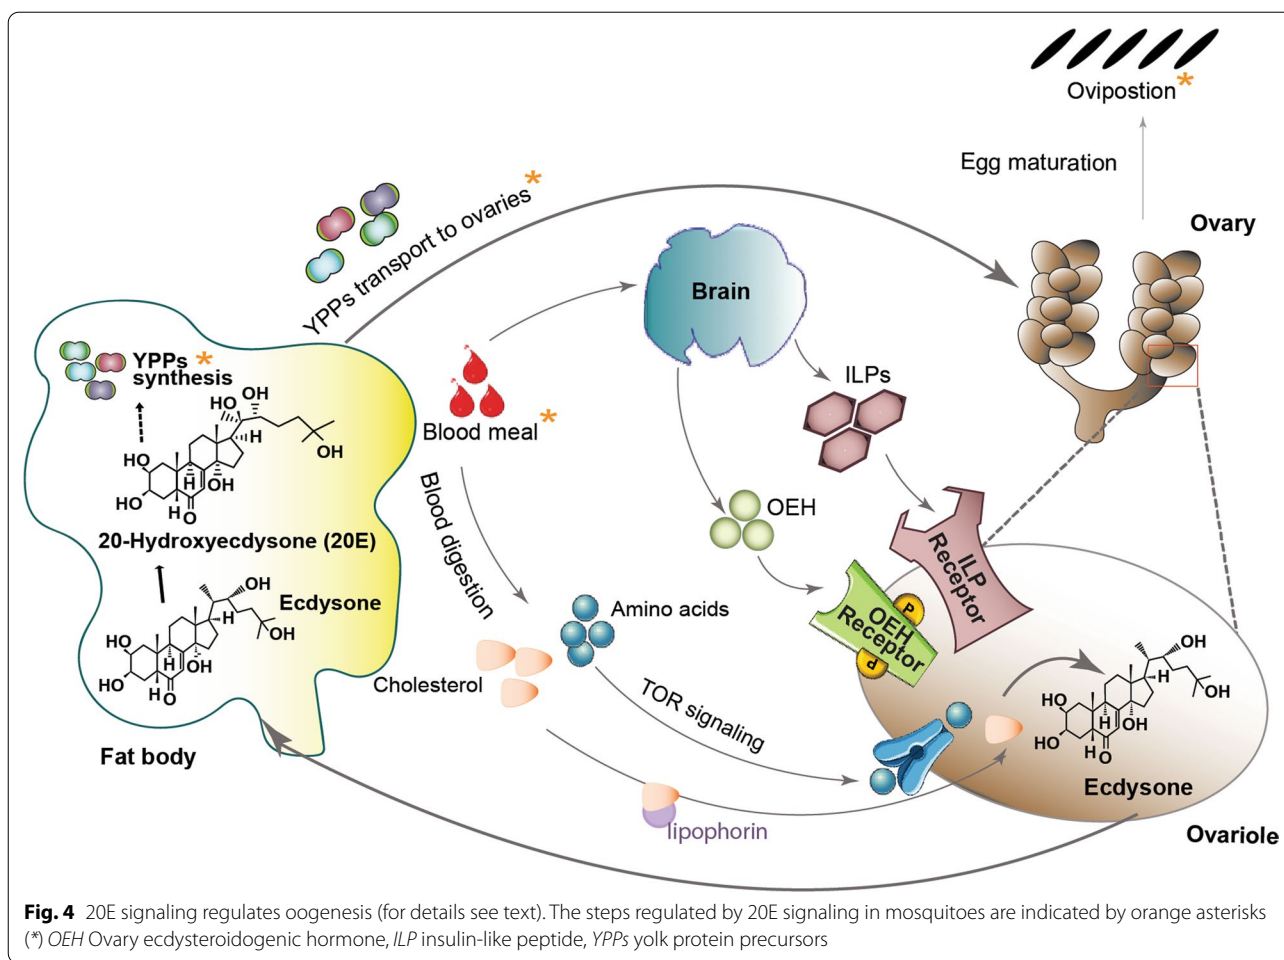 Ovipostion*
Egg maturation
Ovary
YPPs transport to ovaries*
Brain
YPPs *
synthesis
ILPs
Blood meal*
HO OH
H
OH
HO
HO
H
OH
H
O
OEH
Blood digestion
20-Hydroxyecdysone (20E)
ILP
Receptor
OH
Ecdysone
H
OH
HO
HO
H
OH
H
O
Amino acids
P
OEH
Receptor
P
Cholesterol
TOR signaling
OH
H
OH
HO
HO
H
OH
H
O
Ecdysone
Fat body
lipophorin
Ovariole
Fig. 4 20E signaling regulates oogenesis (for details see text). The steps regulated by 20E signaling in mosquitoes are indicated by orange asterisks
(*) OEH Ovary ecdysteroidogenic hormone, ILP insulin-like peptide, YPPs yolk protein precursors